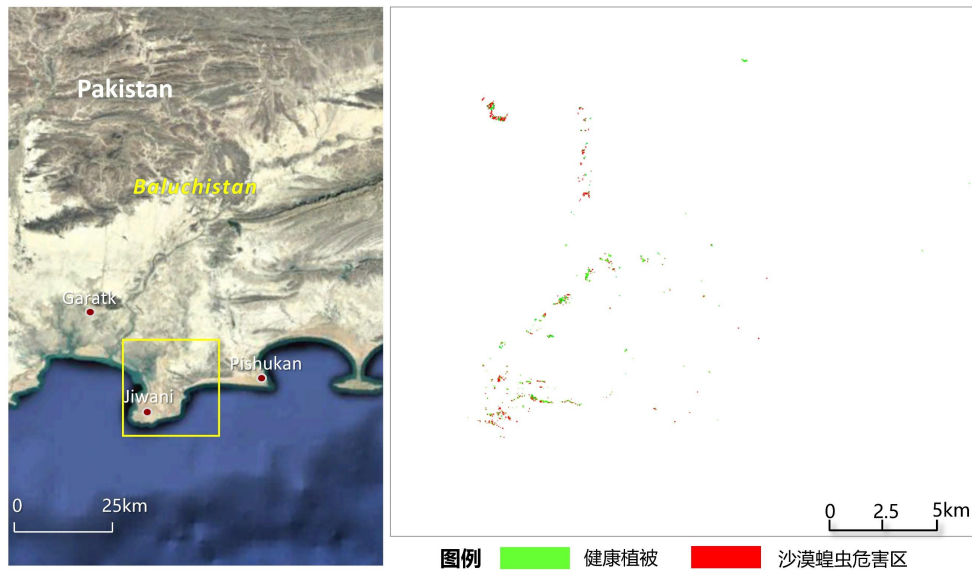 Pakistan
Baluchistan
Garatk
Pishukan
Jiwani
0 25km
0 2.5 5km
图例 健康植被 沙漠蝗虫危害区